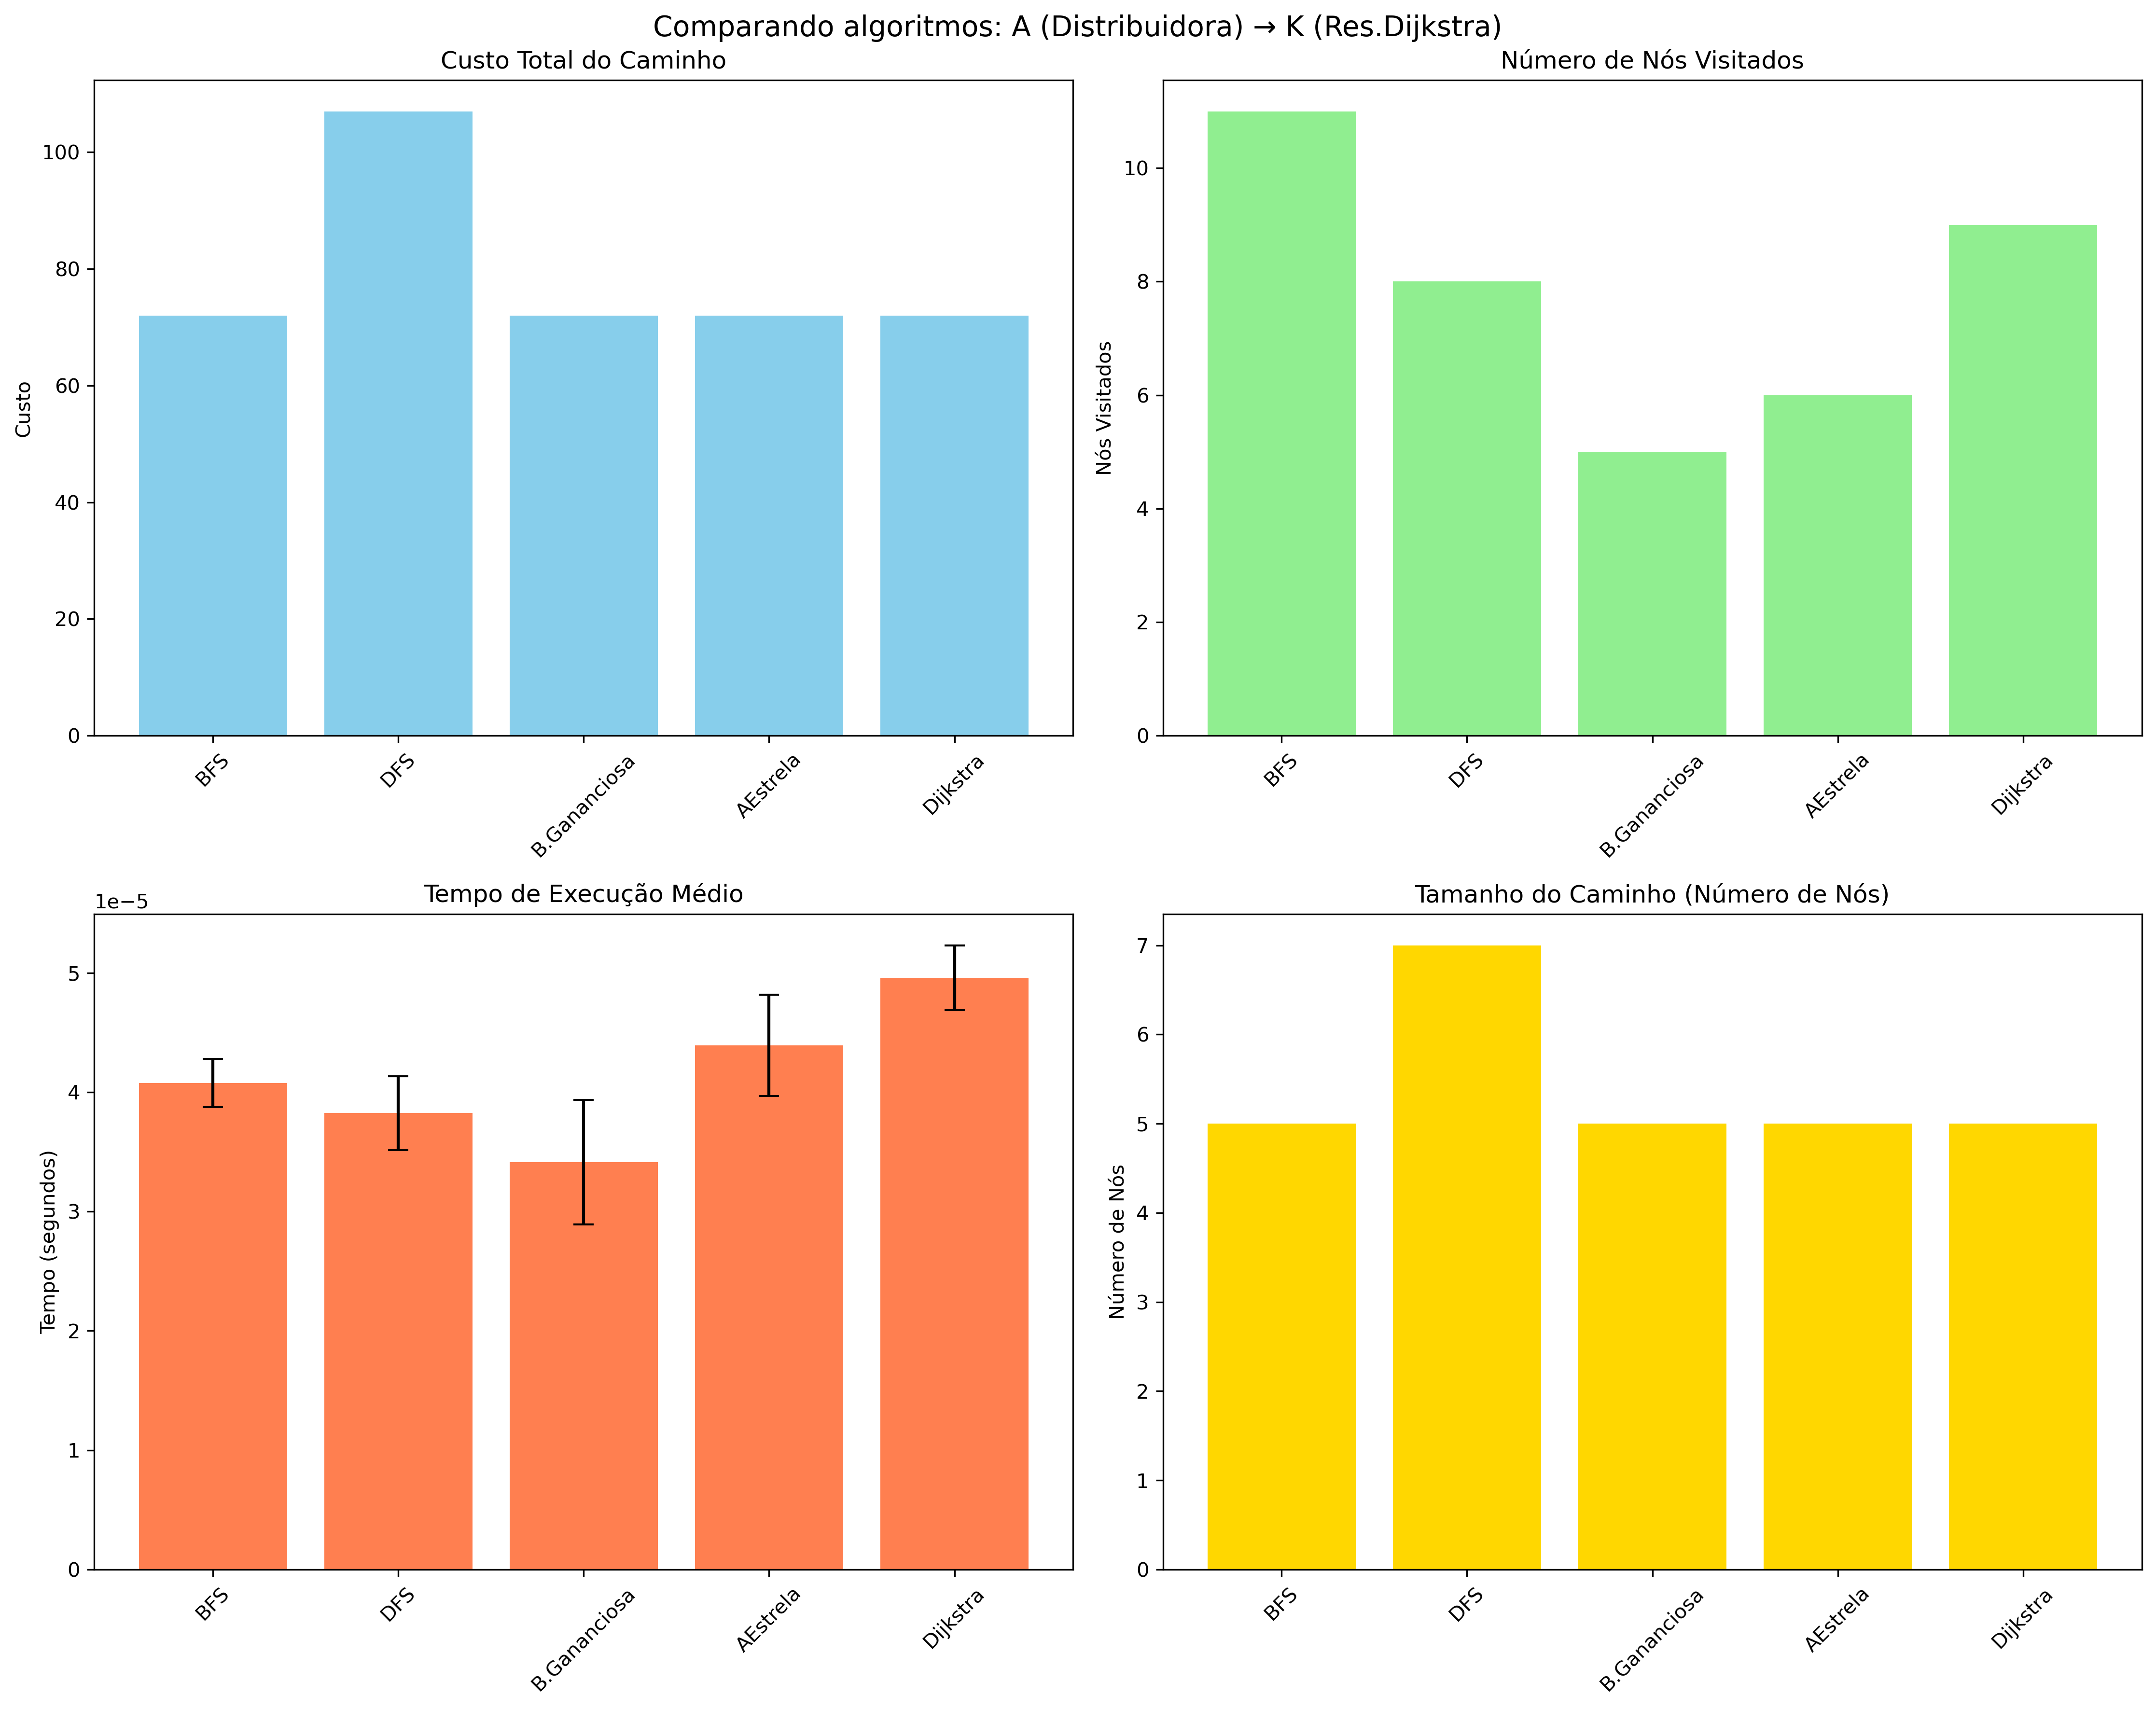 Comparando algoritmos: A (Distribuidora) → K (Res.Dijkstra)
Custo Total do Caminho
Custo
100
80
60
40
20
0
BFS
DFS
B.Gananciosa
AEstrela
Dijkstra
Número de Nós Visitados
Nós Visitados
10
8
6
4
2
0
BFS
DFS
B.Gananciosa
AEstrela
Dijkstra
Tempo de Execução Médio
1e−5
Tempo (segundos)
5
4
3
2
1
0
BFS
DFS
B.Gananciosa
AEstrela
Dijkstra
Tamanho do Caminho (Número de Nós)
Número de Nós
7
6
5
4
3
2
1
0
BFS
DFS
B.Gananciosa
AEstrela
Dijkstra